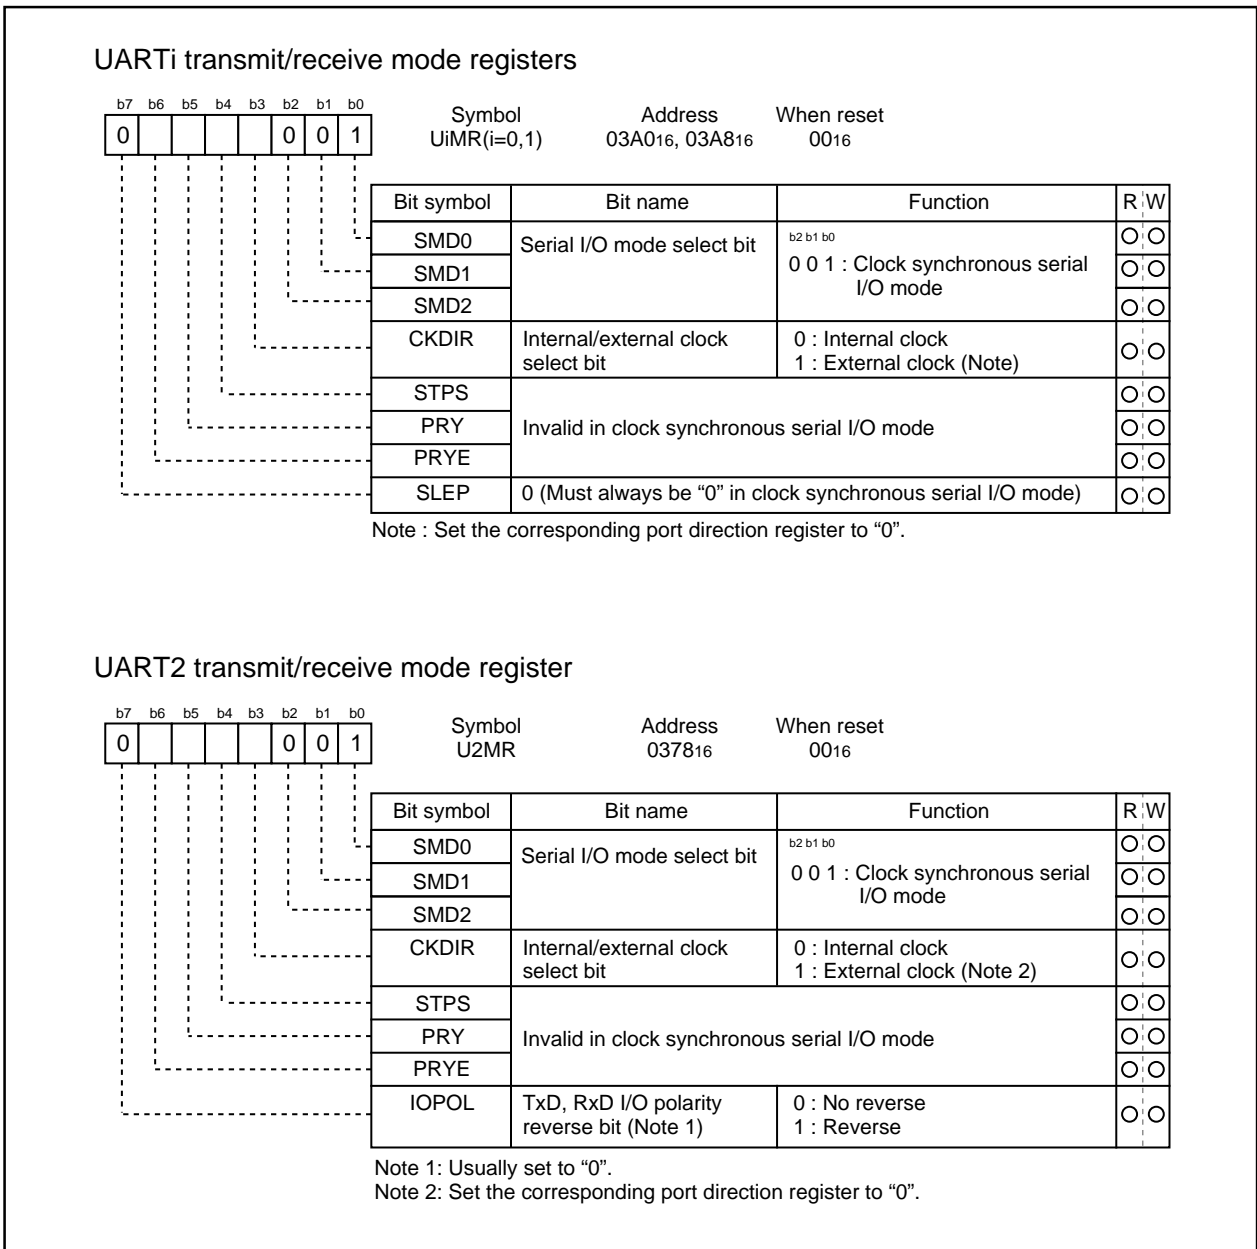 UARTi transmit/receive mode registers
b7 b6 b5 b4 b3 b2 b1 b0
0 0 0 1
Symbol Address When reset
UiMR(i=0,1) 03A016, 03A816 0016
Bit symbol Bit name Function R W
SMD0 Serial I/O mode select bit b2 b1 b0
SMD1 0 0 1 : Clock synchronous serial
I/O mode
SMD2
CKDIR Internal/external clock 0 : Internal clock
select bit 1 : External clock (Note)
STPS
PRY Invalid in clock synchronous serial I/O mode
PRYE
SLEP 0 (Must always be “0” in clock synchronous serial I/O mode)
Note : Set the corresponding port direction register to “0”.
UART2 transmit/receive mode register
b7 b6 b5 b4 b3 b2 b1 b0
0 0 0 1
Symbol Address When reset
U2MR 037816 0016
Bit symbol Bit name Function R W
SMD0 Serial I/O mode select bit b2 b1 b0
SMD1 0 0 1 : Clock synchronous serial
I/O mode
SMD2
CKDIR Internal/external clock 0 : Internal clock
select bit 1 : External clock (Note 2)
STPS
PRY Invalid in clock synchronous serial I/O mode
PRYE
IOPOL TxD, RxD I/O polarity 0 : No reverse
reverse bit (Note 1) 1 : Reverse
Note 1: Usually set to “0”.
Note 2: Set the corresponding port direction register to “0”.